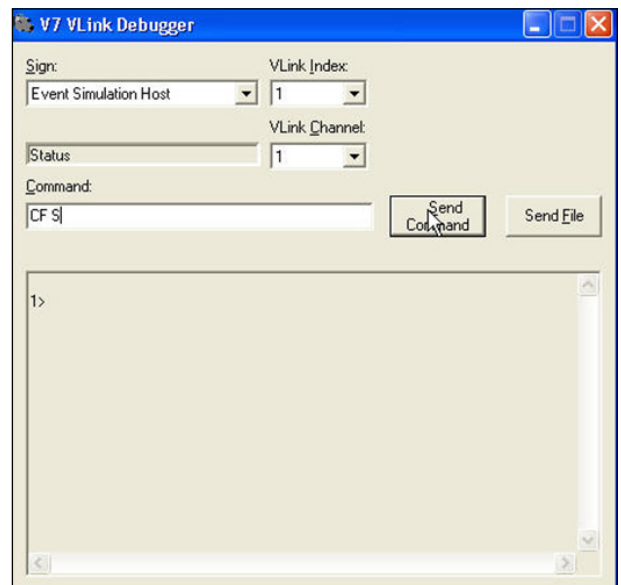 V7 VLink Debugger
Sign:
VLink Index:
Event Simulation Host
1
VLink Channel:
Status
1
Command:
CF S
Send
Command
Send File
1>